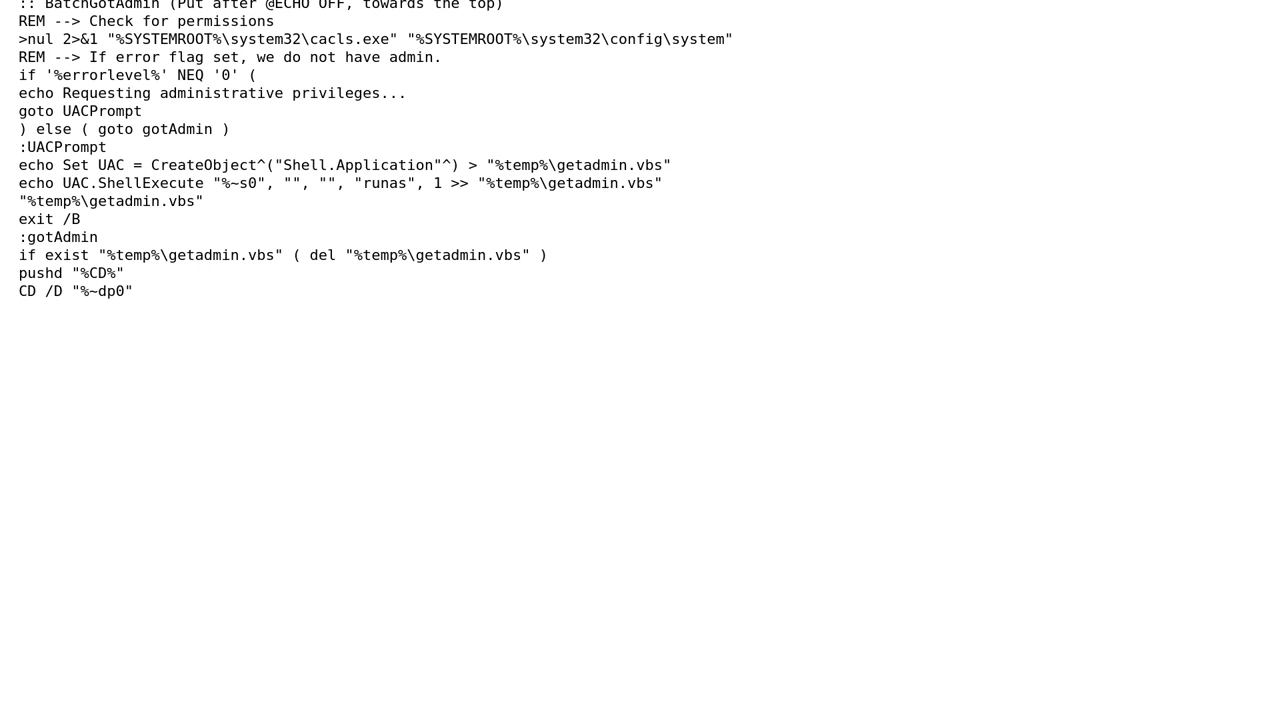 :: BatchGotAdmin (Put after @ECHO OFF, towards the top)
REM --> Check for permissions
>nul 2>&1 "%SYSTEMROOT%\system32\cacls.exe" "%SYSTEMROOT%\system32\config\system"
REM --> If error flag set, we do not have admin.
if '%errorlevel%' NEQ '0' (
echo Requesting administrative privileges...
goto UACPrompt
) else ( goto gotAdmin )
:UACPrompt
echo Set UAC = CreateObject^("Shell.Application"^) > "%temp%\getadmin.vbs"
echo UAC.ShellExecute "%~s0", "", "", "runas", 1 >> "%temp%\getadmin.vbs"
"%temp%\getadmin.vbs"
exit /B
:gotAdmin
if exist "%temp%\getadmin.vbs" ( del "%temp%\getadmin.vbs" )
pushd "%CD%"
CD /D "%~dp0"